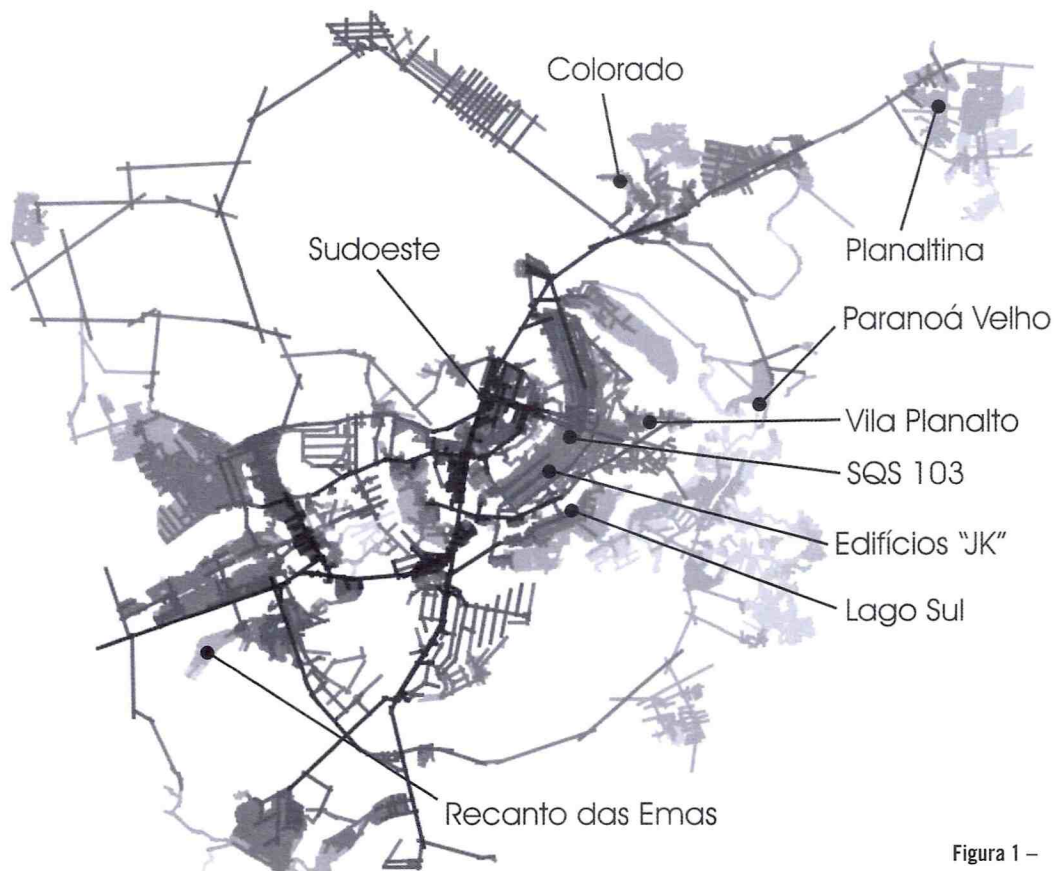 Colorado
Sudoeste
Planaltina
Paranoá Velho
Vila Planalto
SQS 103
Edifícios “JK”
Lago Sul
Recanto das Emas
Figura 1 –